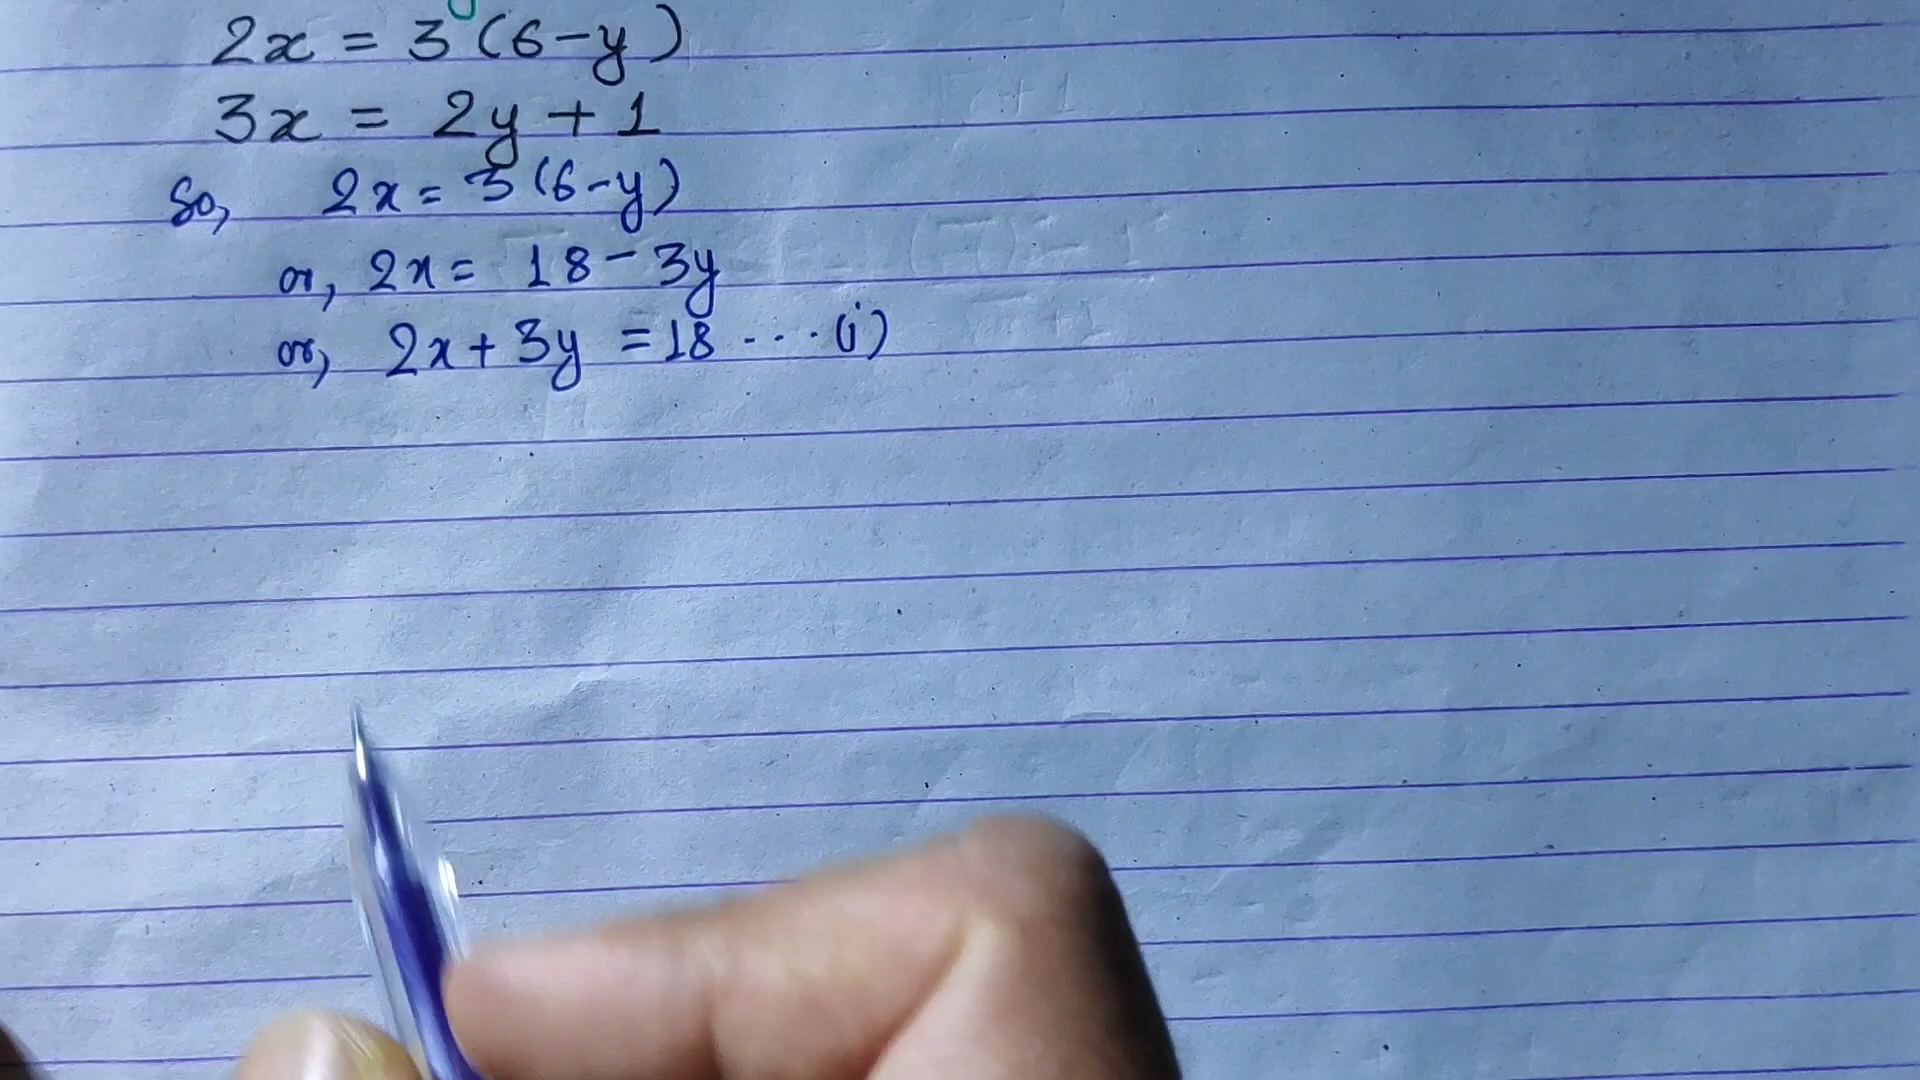 2x = 3(6-y)
3x = 2y + 1
So, 2x = 3(6-y)
or, 2x = 18 - 3y
or, 2x + 3y = 18 ... (i)